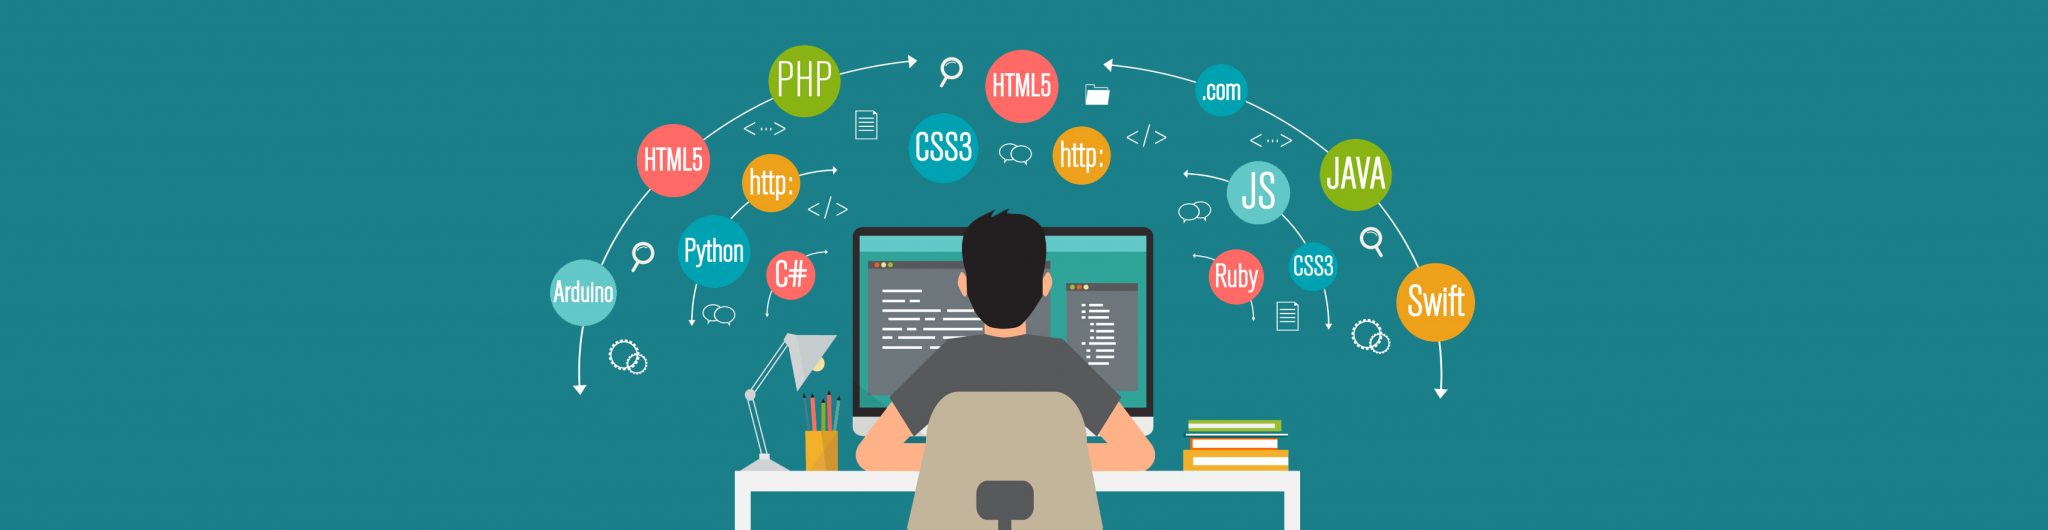 PHP
HTML5
.com
HTML5
CSS3
http:
JAVA
http:
JS
Python
C#
Ruby
CSS3
Arduino
Swift